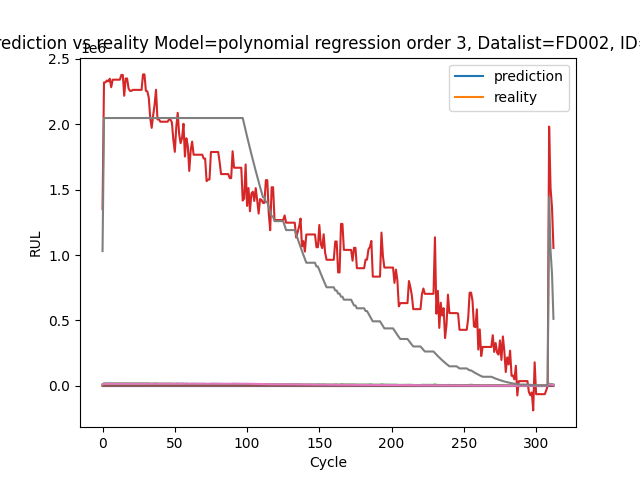 rediction vs reality Model=polynomial regression order 3, Datalist=FD002, ID=
1e6
2.5
2.0
1.5
1.0
0.5
0.0
RUL
prediction
reality
0 50 100 150 200 250 300
Cycle